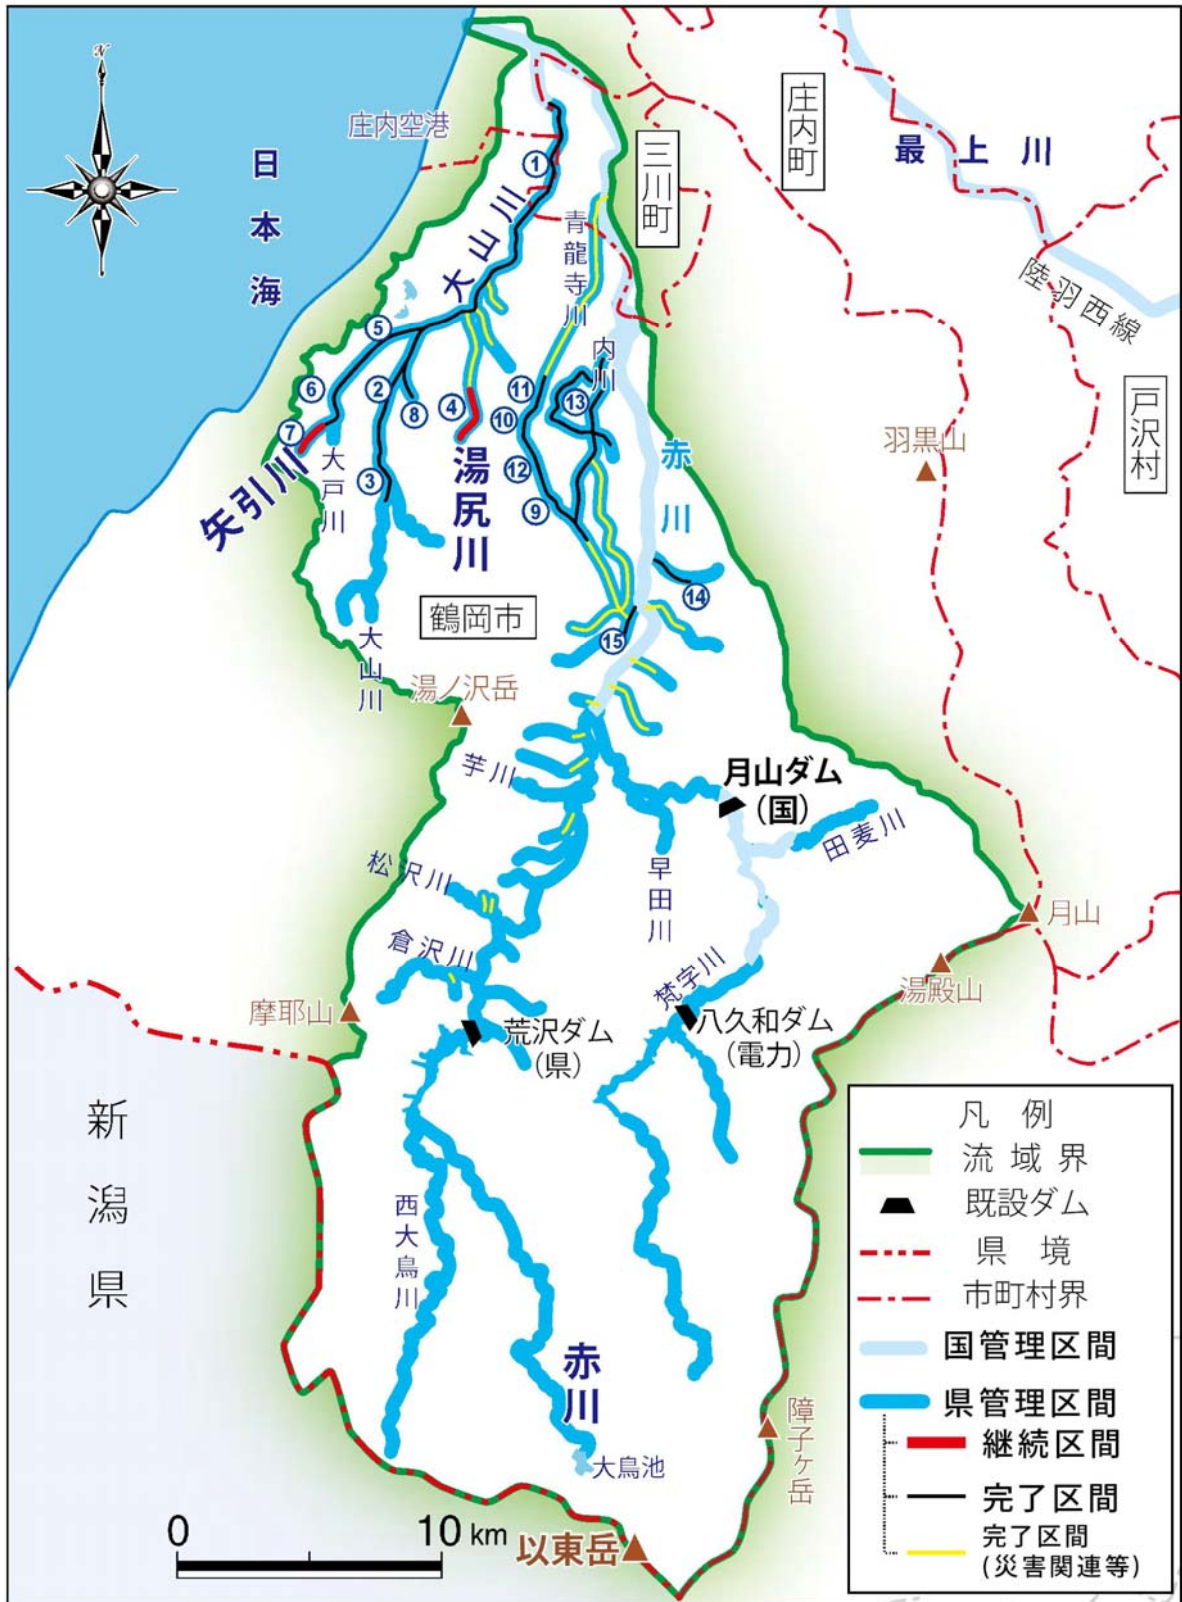 N
庄内空港
日本海
大山川
①
青龍寺川
三川町
庄内町
最上川
陸羽西線
戸沢村
⑤
⑥
②
⑧
④
⑪
⑩
⑬
内川
⑦
大戸川
③
⑫
⑨
矢引川
湯尻川
赤川
羽黒山
⑭
鶴岡市
⑮
大山川
湯ノ沢岳
芋川
月山ダム
(国)
田麦川
早田川
松沢川
倉沢川
梵字川
月山
湯殿山
摩耶山
荒沢ダム
(県)
八久和ダム
(電力)
新潟県
西大鳥川
赤川
大鳥池
障子ヶ岳
以東岳
0 10 km
凡 例
流域界
既設ダム
県 境
市町村界
国管理区間
県管理区間
継続区間
完了区間
完了区間
(災害関連等)